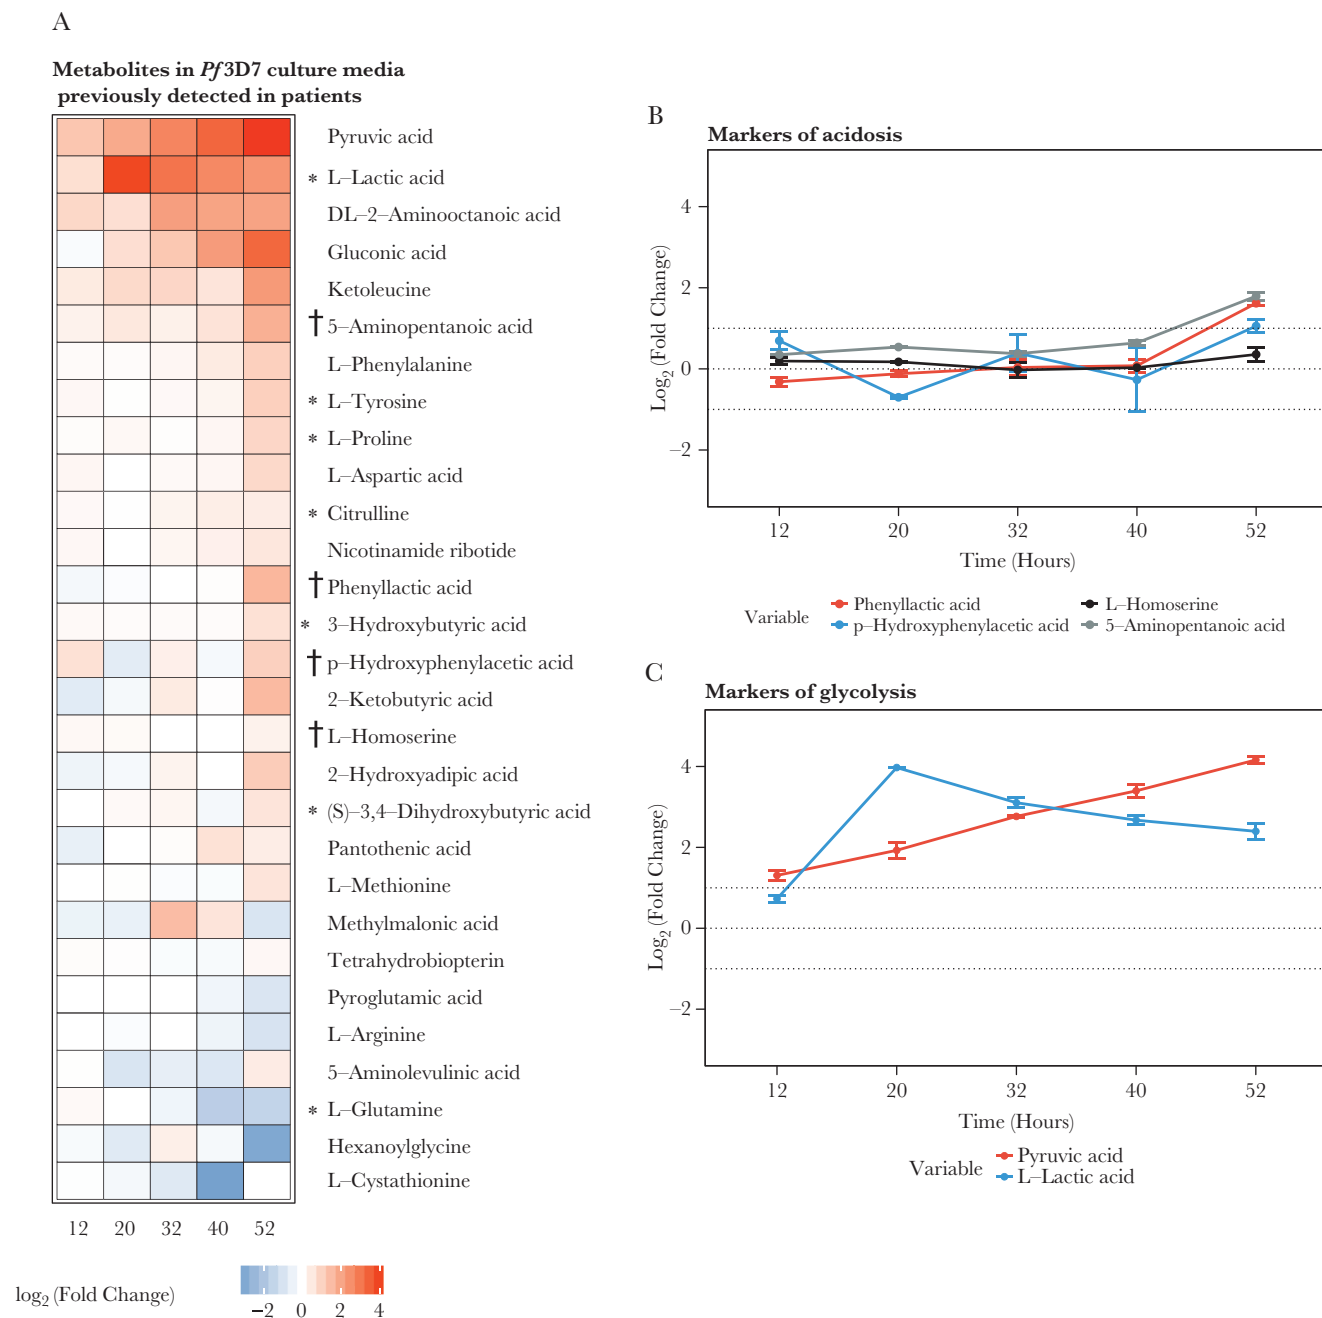 A
Metabolites in Pf3D7 culture media
previously detected in patients
Pyruvic acid
* L–Lactic acid
DL–2–Aminooctanoic acid
Gluconic acid
Ketoleucine
† 5–Aminopentanoic acid
L–Phenylalanine
* L–Tyrosine
* L–Proline
L–Aspartic acid
* Citrulline
Nicotinamide ribotide
† Phenyllactic acid
* 3–Hydroxybutyric acid
† p–Hydroxyphenylacetic acid
2–Ketobutyric acid
† L–Homoserine
2–Hydroxyadipic acid
* (S)–3,4–Dihydroxybutyric acid
Pantothenic acid
L–Methionine
Methylmalonic acid
Tetrahydrobiopterin
Pyroglutamic acid
L–Arginine
5–Aminolevulinic acid
* L–Glutamine
Hexanoylglycine
L–Cystathionine
12 20 32 40 52
log2 (Fold Change)
−2 0 2 4
B
Markers of acidosis
Log2 (Fold Change)
4
2
0
−2
12 20 32 40 52
Time (Hours)
Variable
Phenyllactic acid
L–Homoserine
p–Hydroxyphenylacetic acid
5–Aminopentanoic acid
C
Markers of glycolysis
Log2 (Fold Change)
4
2
0
−2
12 20 32 40 52
Time (Hours)
Variable
Pyruvic acid
L–Lactic acid